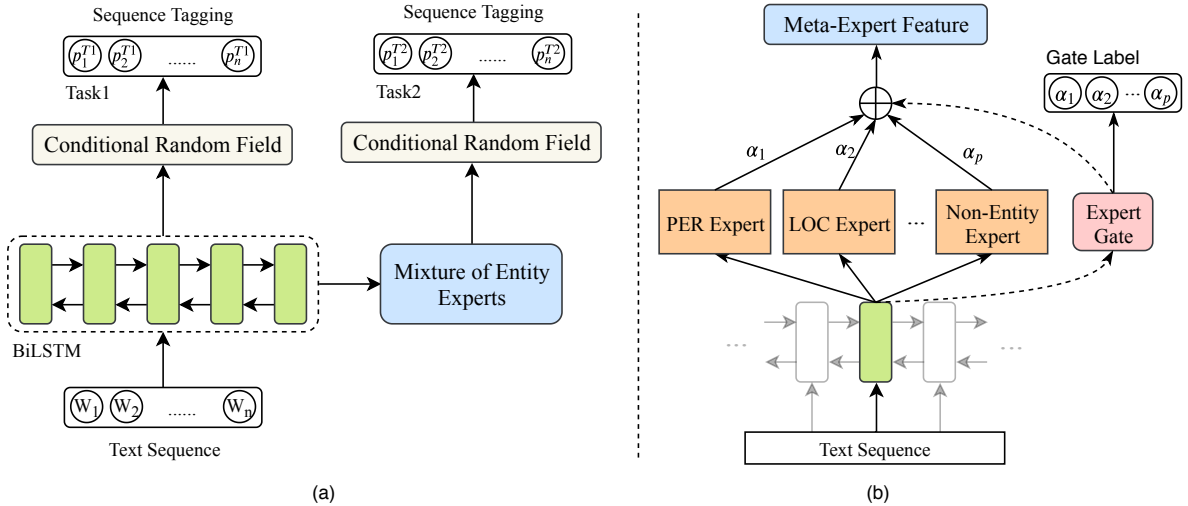 Sequence Tagging
p_1^{T1} p_2^{T1} ...... p_n^{T1}
Task1
Conditional Random Field
BiLSTM
W_1 W_2 ...... W_n
Text Sequence
Sequence Tagging
p_1^{T2} p_2^{T2} ...... p_n^{T2}
Task2
Conditional Random Field
Mixture of Entity
Experts
(a)
Meta-Expert Feature
Gate Label
α_1 α_2 ... α_p
α_1
α_2
α_p
PER Expert
LOC Expert
...
Non-Entity
Expert
Expert
Gate
...
...
Text Sequence
(b)